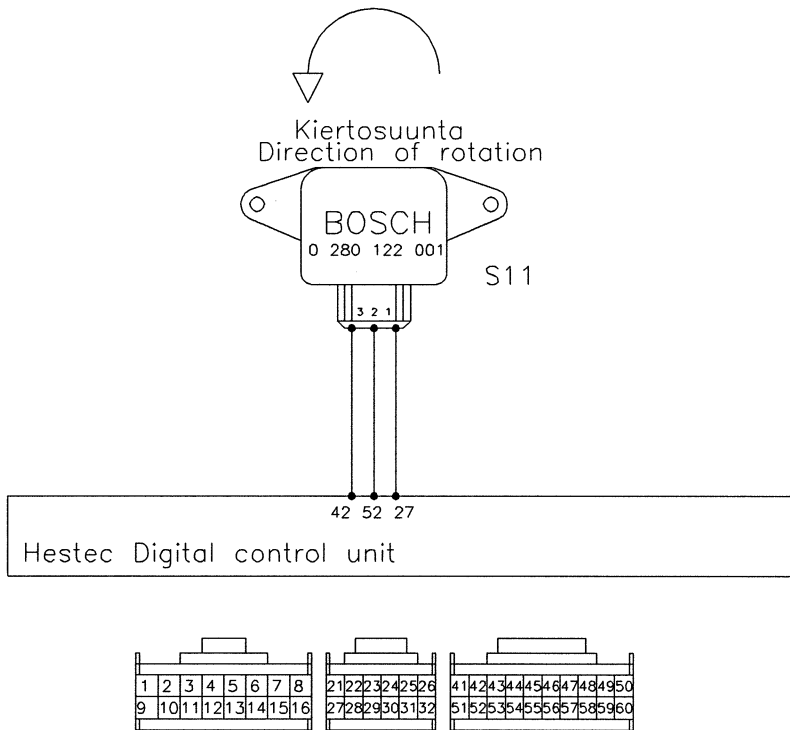 Kiertosuunta
Direction of rotation
BOSCH
0 280 122 001
S11
3 2 1
42 52 27
Hestec Digital control unit
1 2 3 4 5 6 7 8
9 10 11 12 13 14 15 16
21 22 23 24 25 26
27 28 29 30 31 32
41 42 43 44 45 46 47 48 49 50
51 52 53 54 55 56 57 58 59 60